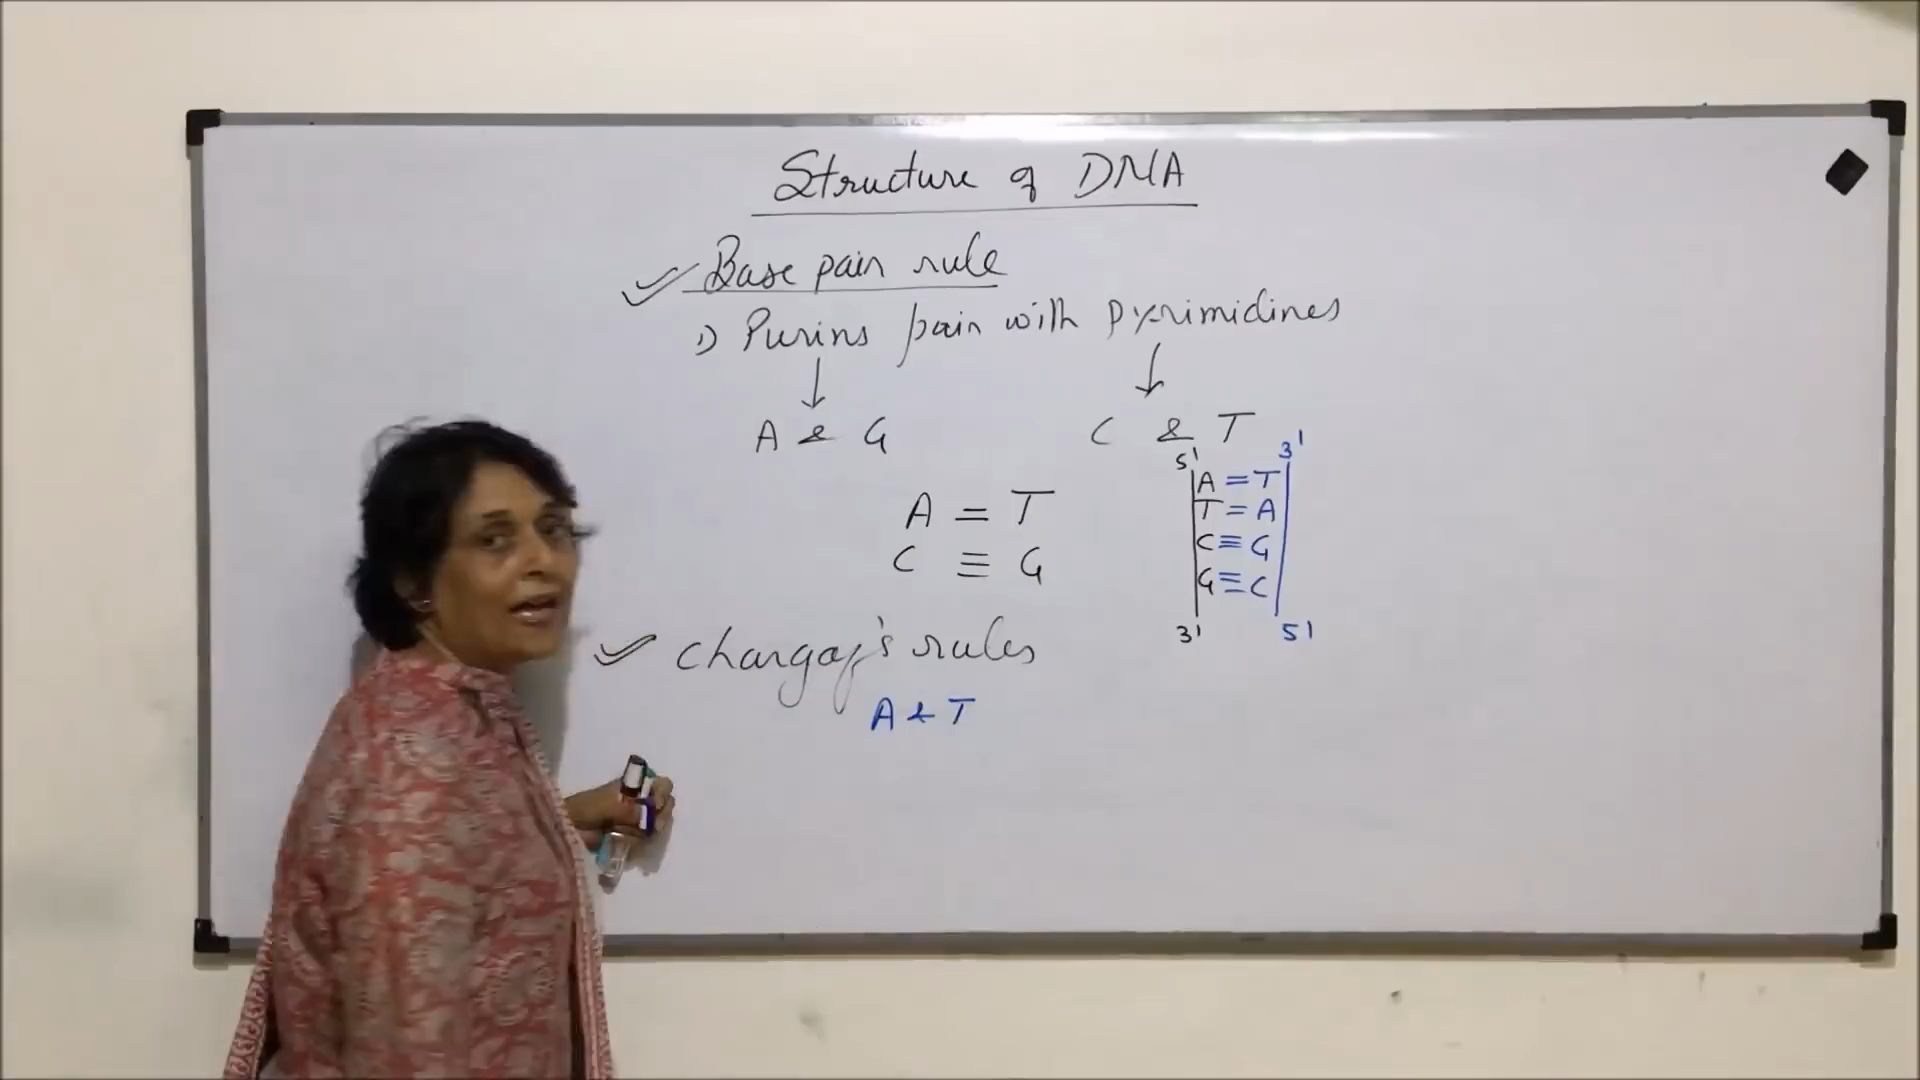 Structure of DNA
Base pair rule
1) Purins pair with pyrimidines
A & G
C & T
5' 3'
A = T
T = A
C ≡ G
G ≡ C
3' 5'
A = T
C ≡ G
Chargaf's rules
A & T